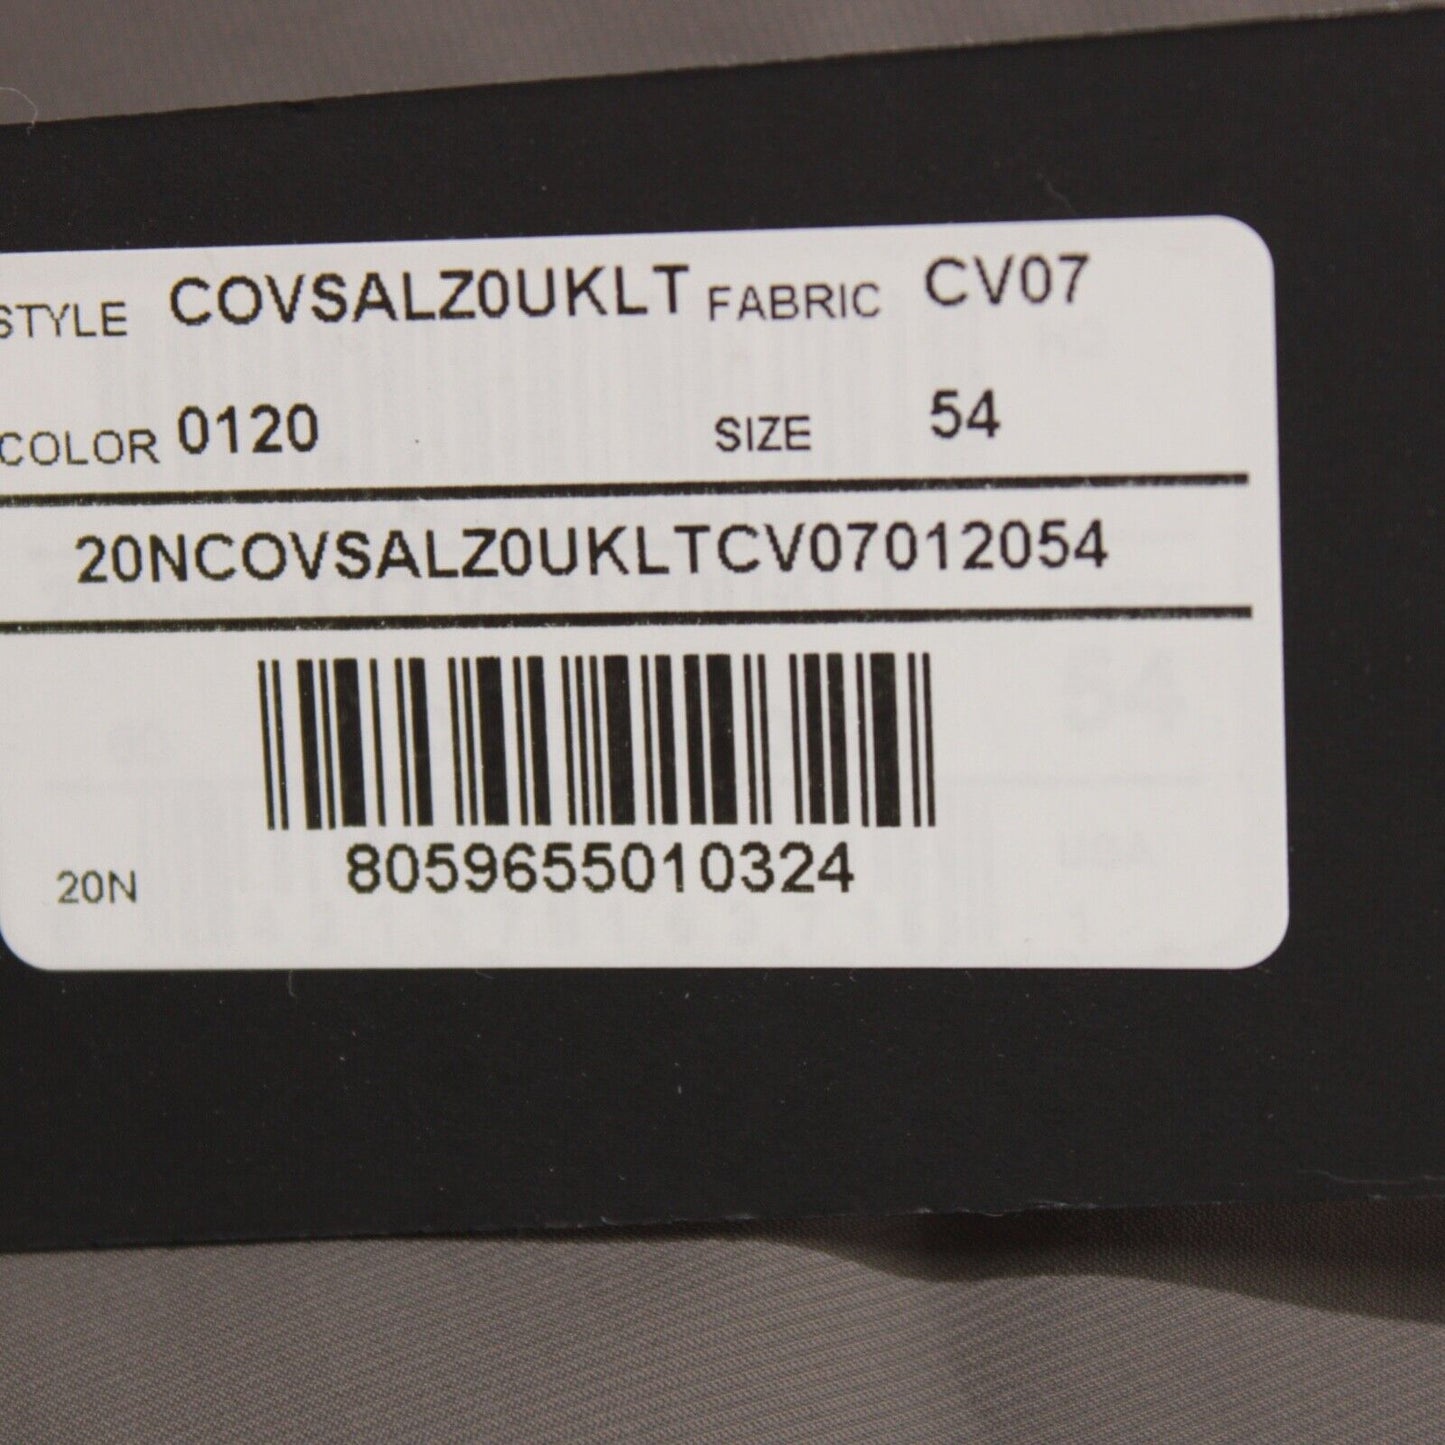 STYLE COVSALZ0UKLT FABRIC CV07
COLOR 0120 SIZE 54
20NCOVSALZ0UKLTCV07012054
20N 8059655010324